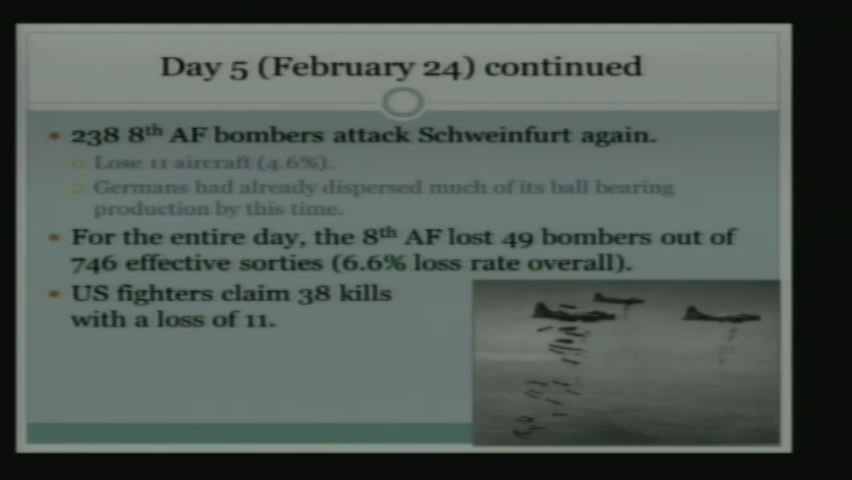 Day 5 (February 24) continued
• 238 8th AF bombers attack Schweinfurt again.
Lose 11 aircraft (4.6%).
Germans had already dispersed much of its ball bearing
production by this time.
• For the entire day, the 8th AF lost 49 bombers out of
746 effective sorties (6.6% loss rate overall).
• US fighters claim 38 kills
with a loss of 11.